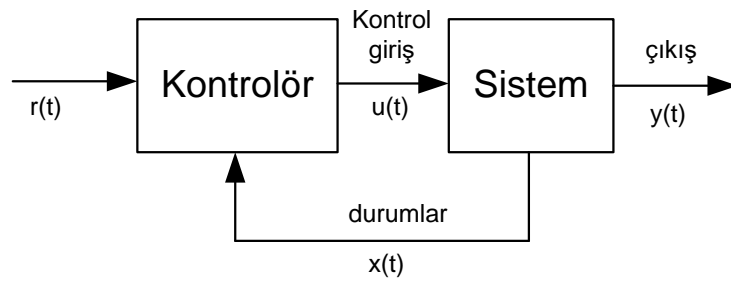 Kontrol
giriş
çıkış
Kontrolör
Sistem
r(t)
u(t)
y(t)
durumlar
x(t)